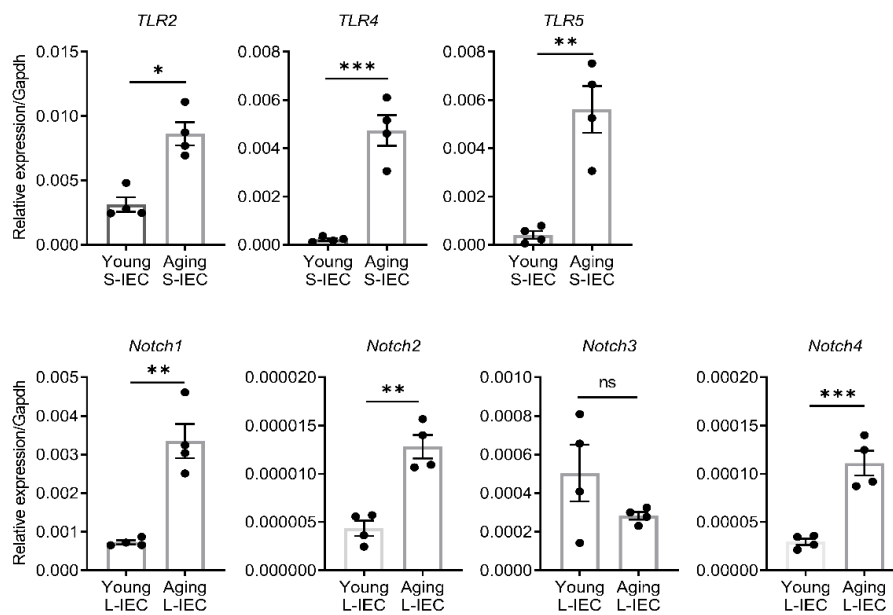 TLR2
TLR4
TLR5
Relative expression/Gapdh
0.015
0.010
0.005
0.000
*
Young
S-IEC
Aging
S-IEC
0.008
0.006
0.004
0.002
0.000
***
Young
S-IEC
Aging
S-IEC
0.008
0.006
0.004
0.002
0.000
**
Young
S-IEC
Aging
S-IEC
Notch1
Notch2
Notch3
Notch4
Relative expression/Gapdh
0.005
0.004
0.003
0.002
0.001
0.000
**
Young
L-IEC
Aging
L-IEC
0.000020
0.000015
0.000010
0.000005
0.000000
**
Young
L-IEC
Aging
L-IEC
0.0010
0.0008
0.0006
0.0004
0.0002
0.0000
ns
Young
L-IEC
Aging
L-IEC
0.00020
0.00015
0.00010
0.00005
0.00000
***
Young
L-IEC
Aging
L-IEC